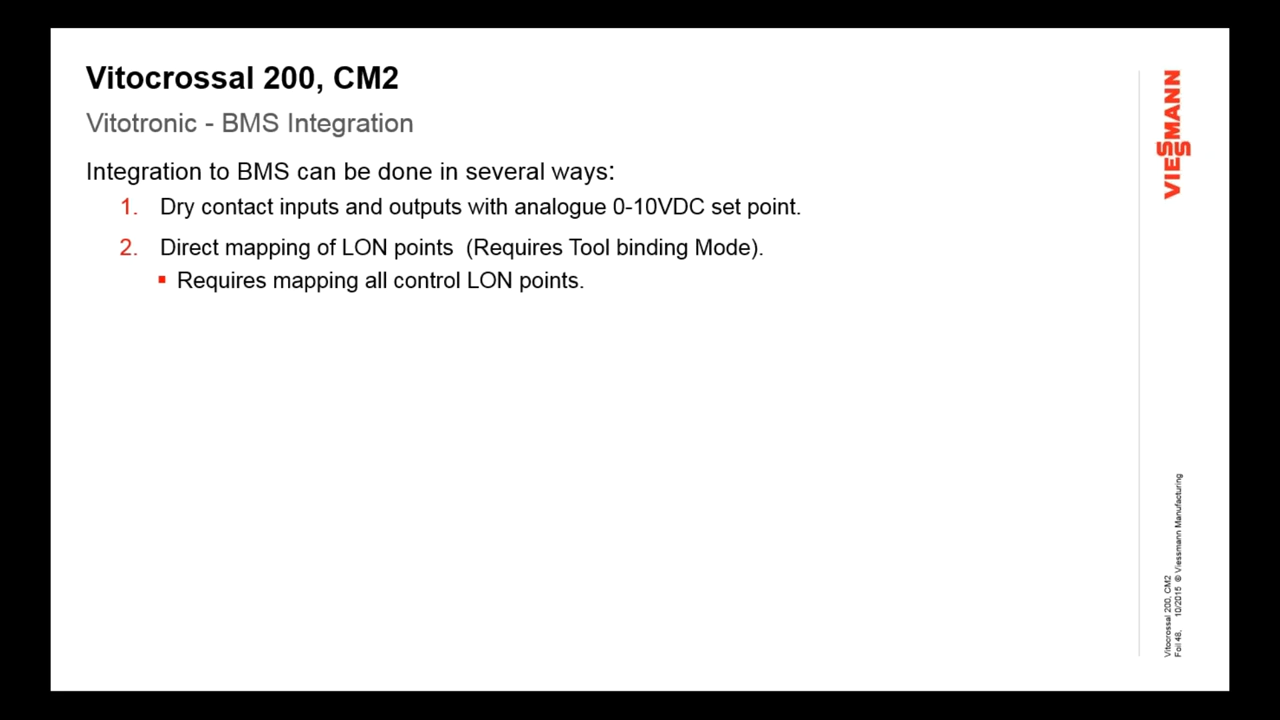 Vitocrossal 200, CM2
Vitotronic - BMS Integration
Integration to BMS can be done in several ways:
1. Dry contact inputs and outputs with analogue 0-10VDC set point.
2. Direct mapping of LON points (Requires Tool binding Mode).
▪ Requires mapping all control LON points.
VIESSMANN
Vitocrossal 200, CM2
Foil 48, 10/2015 © Viessmann Manufacturing